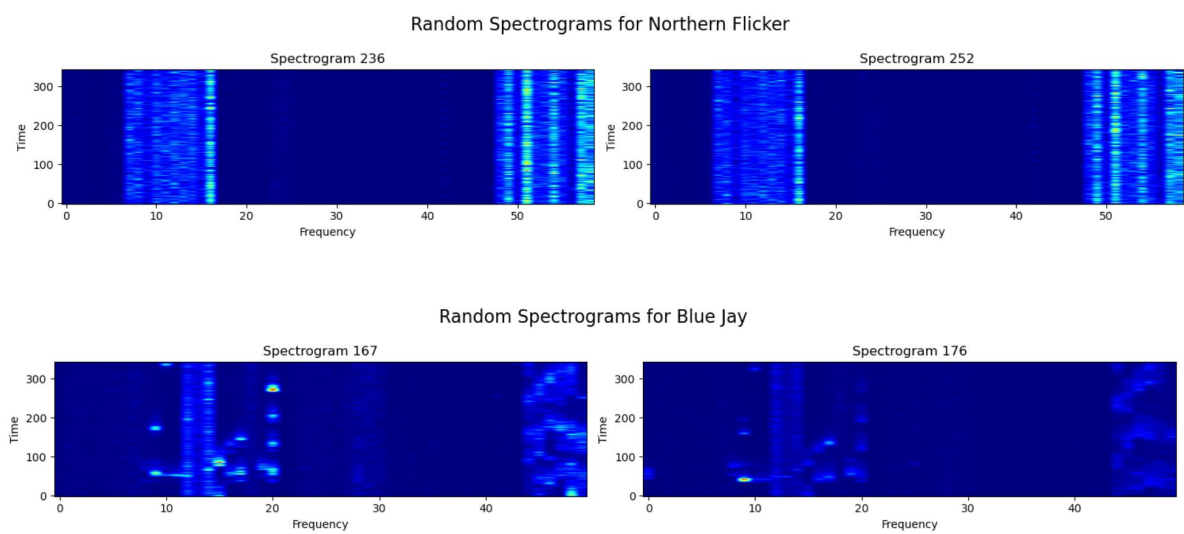 Random Spectrograms for Northern Flicker
Spectrogram 236
Spectrogram 252
300
200
100
0
Time
0 10 20 30 40 50
Frequency
300
200
100
0
Time
0 10 20 30 40 50
Frequency
Random Spectrograms for Blue Jay
Spectrogram 167
Spectrogram 176
300
200
100
0
Time
0 10 20 30 40
Frequency
300
200
100
0
Time
0 10 20 30 40
Frequency